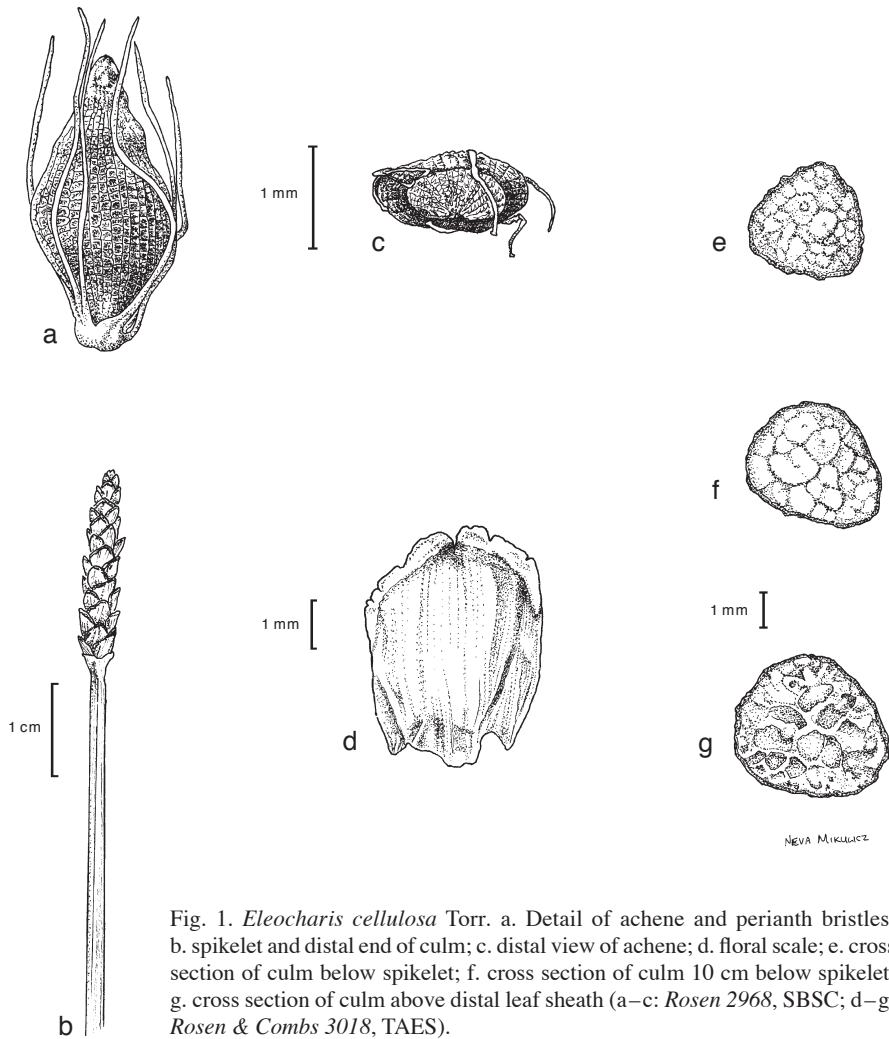 a
1 mm
c
e
f
1 cm
1 mm
d
1 mm
g
NEVA MIKULICZ
b
Fig. 1. Eleocharis cellulosa Torr. a. Detail of achene and perianth bristles
b. spikelet and distal end of culm; c. distal view of achene; d. floral scale; e. cros
section of culm below spikelet; f. cross section of culm 10 cm below spikelet
g. cross section of culm above distal leaf sheath (a–c: Rosen 2968, SBSC; d–g
Rosen & Combs 3018, TAES).